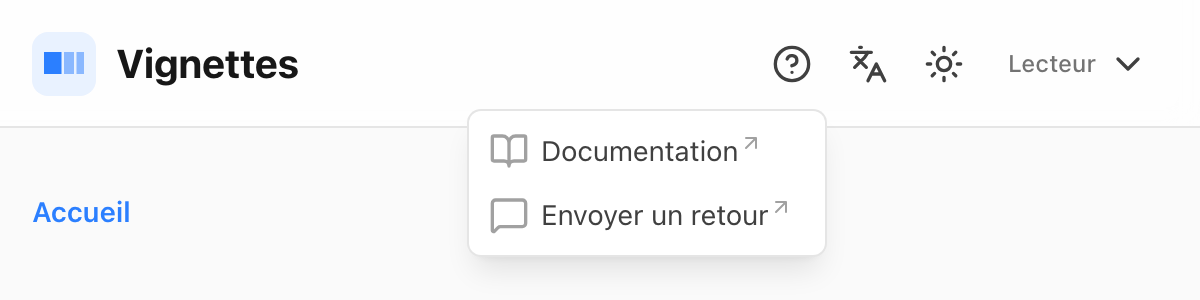 Vignettes
Lecteur
Documentation
Envoyer un retour
Accueil